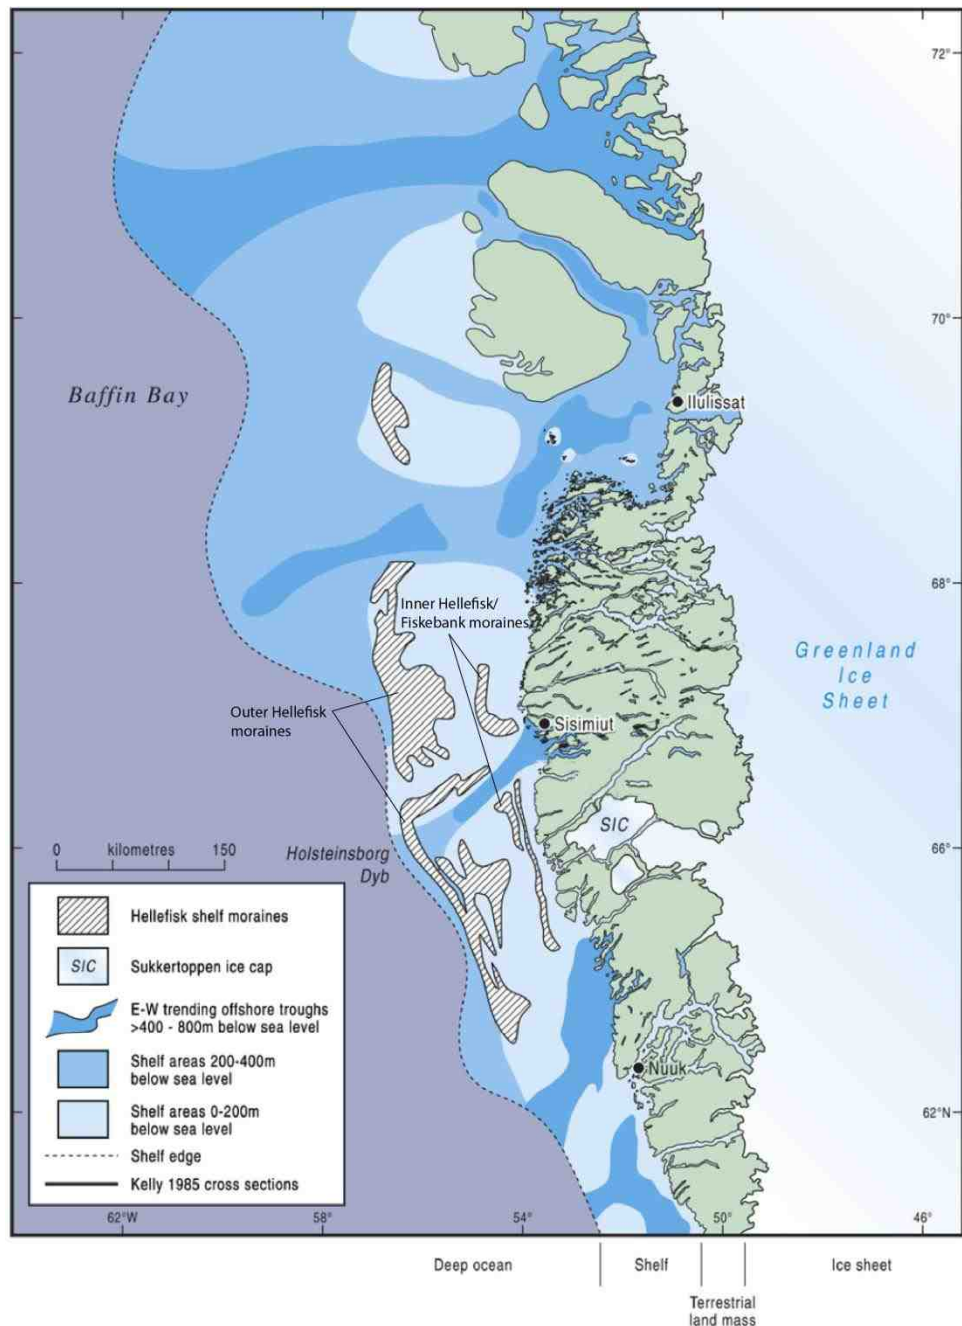 72°
70°
Baffin Bay
Ilulissat
68°
Inner Hellefisk/
Fiskebank moraines
Greenland
Ice
Sheet
Outer Hellefisk
moraines
Sisimiut
SIC
66°
0 kilometres 150
Holsteinsborg
Dyb
Hellefisk shelf moraines
SIC Sukkertoppen ice cap
E-W trending offshore troughs
>400 - 800m below sea level
Shelf areas 200-400m
below sea level
Nuuk
Shelf areas 0-200m
below sea level
62°N
Shelf edge
Kelly 1985 cross sections
62°W 58° 54° 50° 46°
Deep ocean Shelf Ice sheet
Terrestrial
land mass